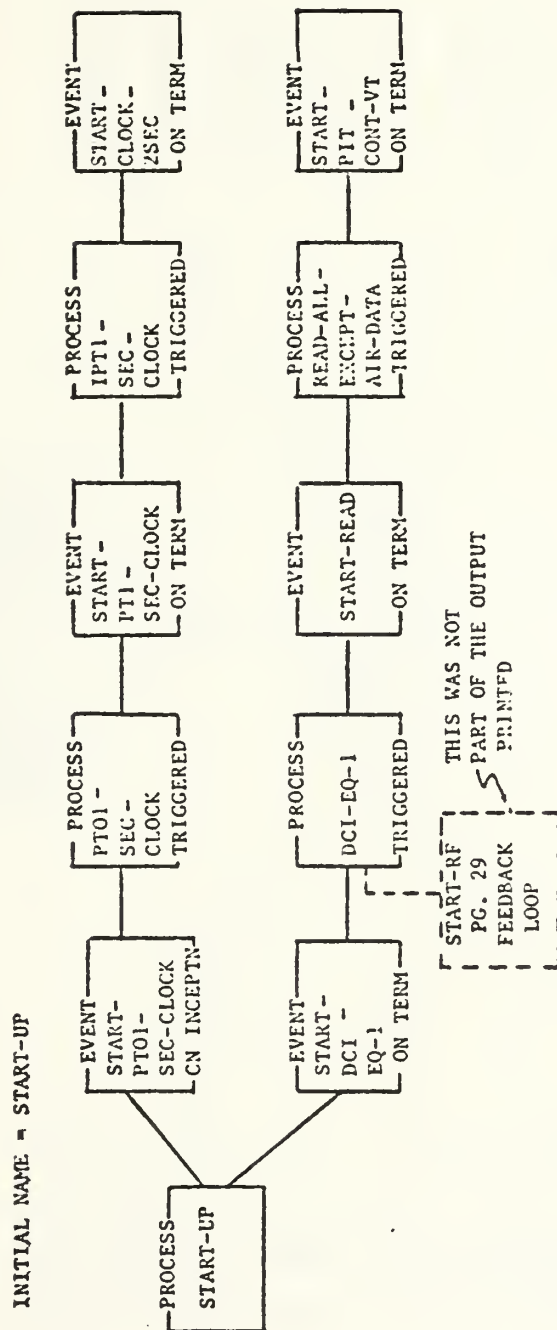 INITIAL NAME = START-UP
PROCESS
START-UP
EVENT
START-
PT01-
SEC-CLOCK
CN INCEPTN
PROCESS
PT01-
SEC-
CLOCK
TRIGGERED
EVENT
START-
PT1-
SEC-CLOCK
ON TERM
PROCESS
IPT1-
SEC-
CLOCK
TRIGGERED
EVENT
START-
CLOCK-
2SEC
ON TERM
EVENT
START-
DCI-
EQ-1
ON TERM
PROCESS
DCI-EQ-1
TRIGGERED
EVENT
START-READ
ON TERM
PROCESS
READ-ALL-
EXCEPT-
AIR-DATA
TRIGGERED
EVENT
START-
PIT-
CONT-VT
ON TERM
START-RF
PG. 29
FEEDBACK
LOOP
THIS WAS NOT
PART OF THE OUTPUT
PRINTED